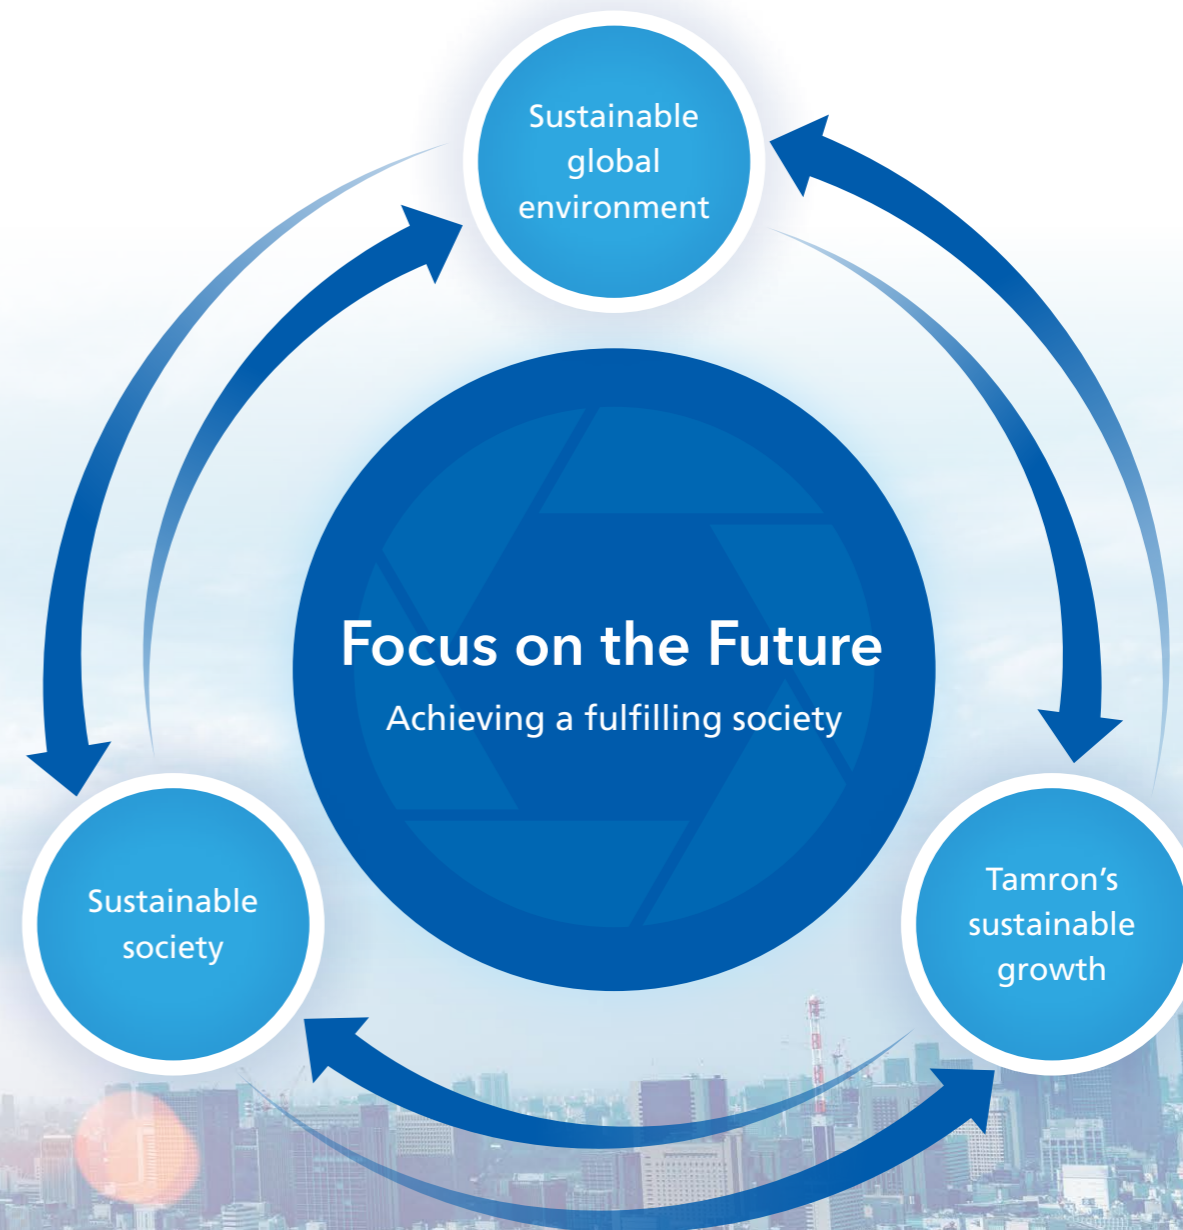 Sustainable
global
environment
Focus on the Future
Achieving a fulfilling society
Sustainable
society
Tamron’s
sustainable
growth